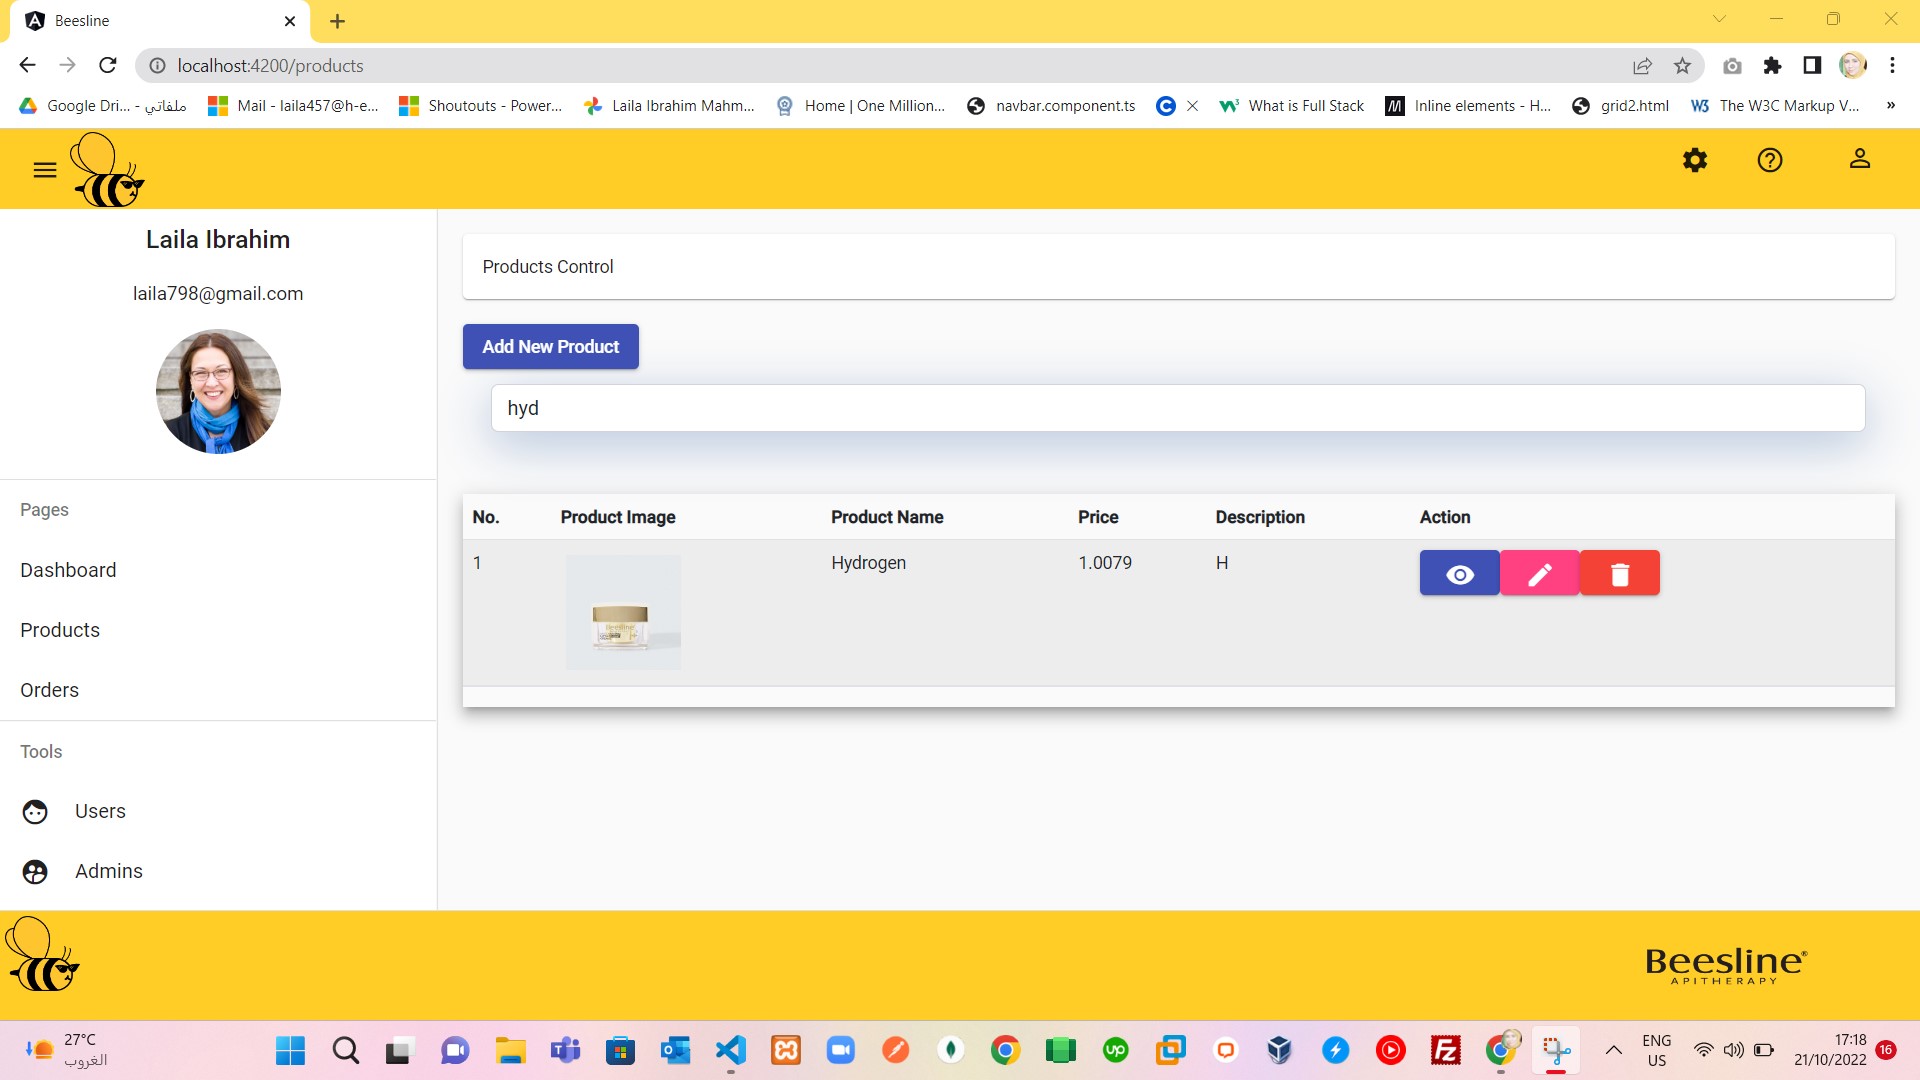 Beesline
localhost:4200/products
Google Dri... - ملفاتي
Mail - laila457@h-e...
Shoutouts - Power...
Laila Ibrahim Mahm...
Home | One Million...
navbar.component.ts
What is Full Stack
Inline elements - H...
grid2.html
The W3C Markup V...
Laila Ibrahim
laila798@gmail.com
Pages
Dashboard
Products
Orders
Tools
Users
Admins
Products Control
Add New Product
hyd
No. Product Image Product Name Price Description Action
1 Hydrogen 1.0079 H
Beesline
APITHERAPY
27°C
الغروب
ENG
US
17:18
21/10/2022
16